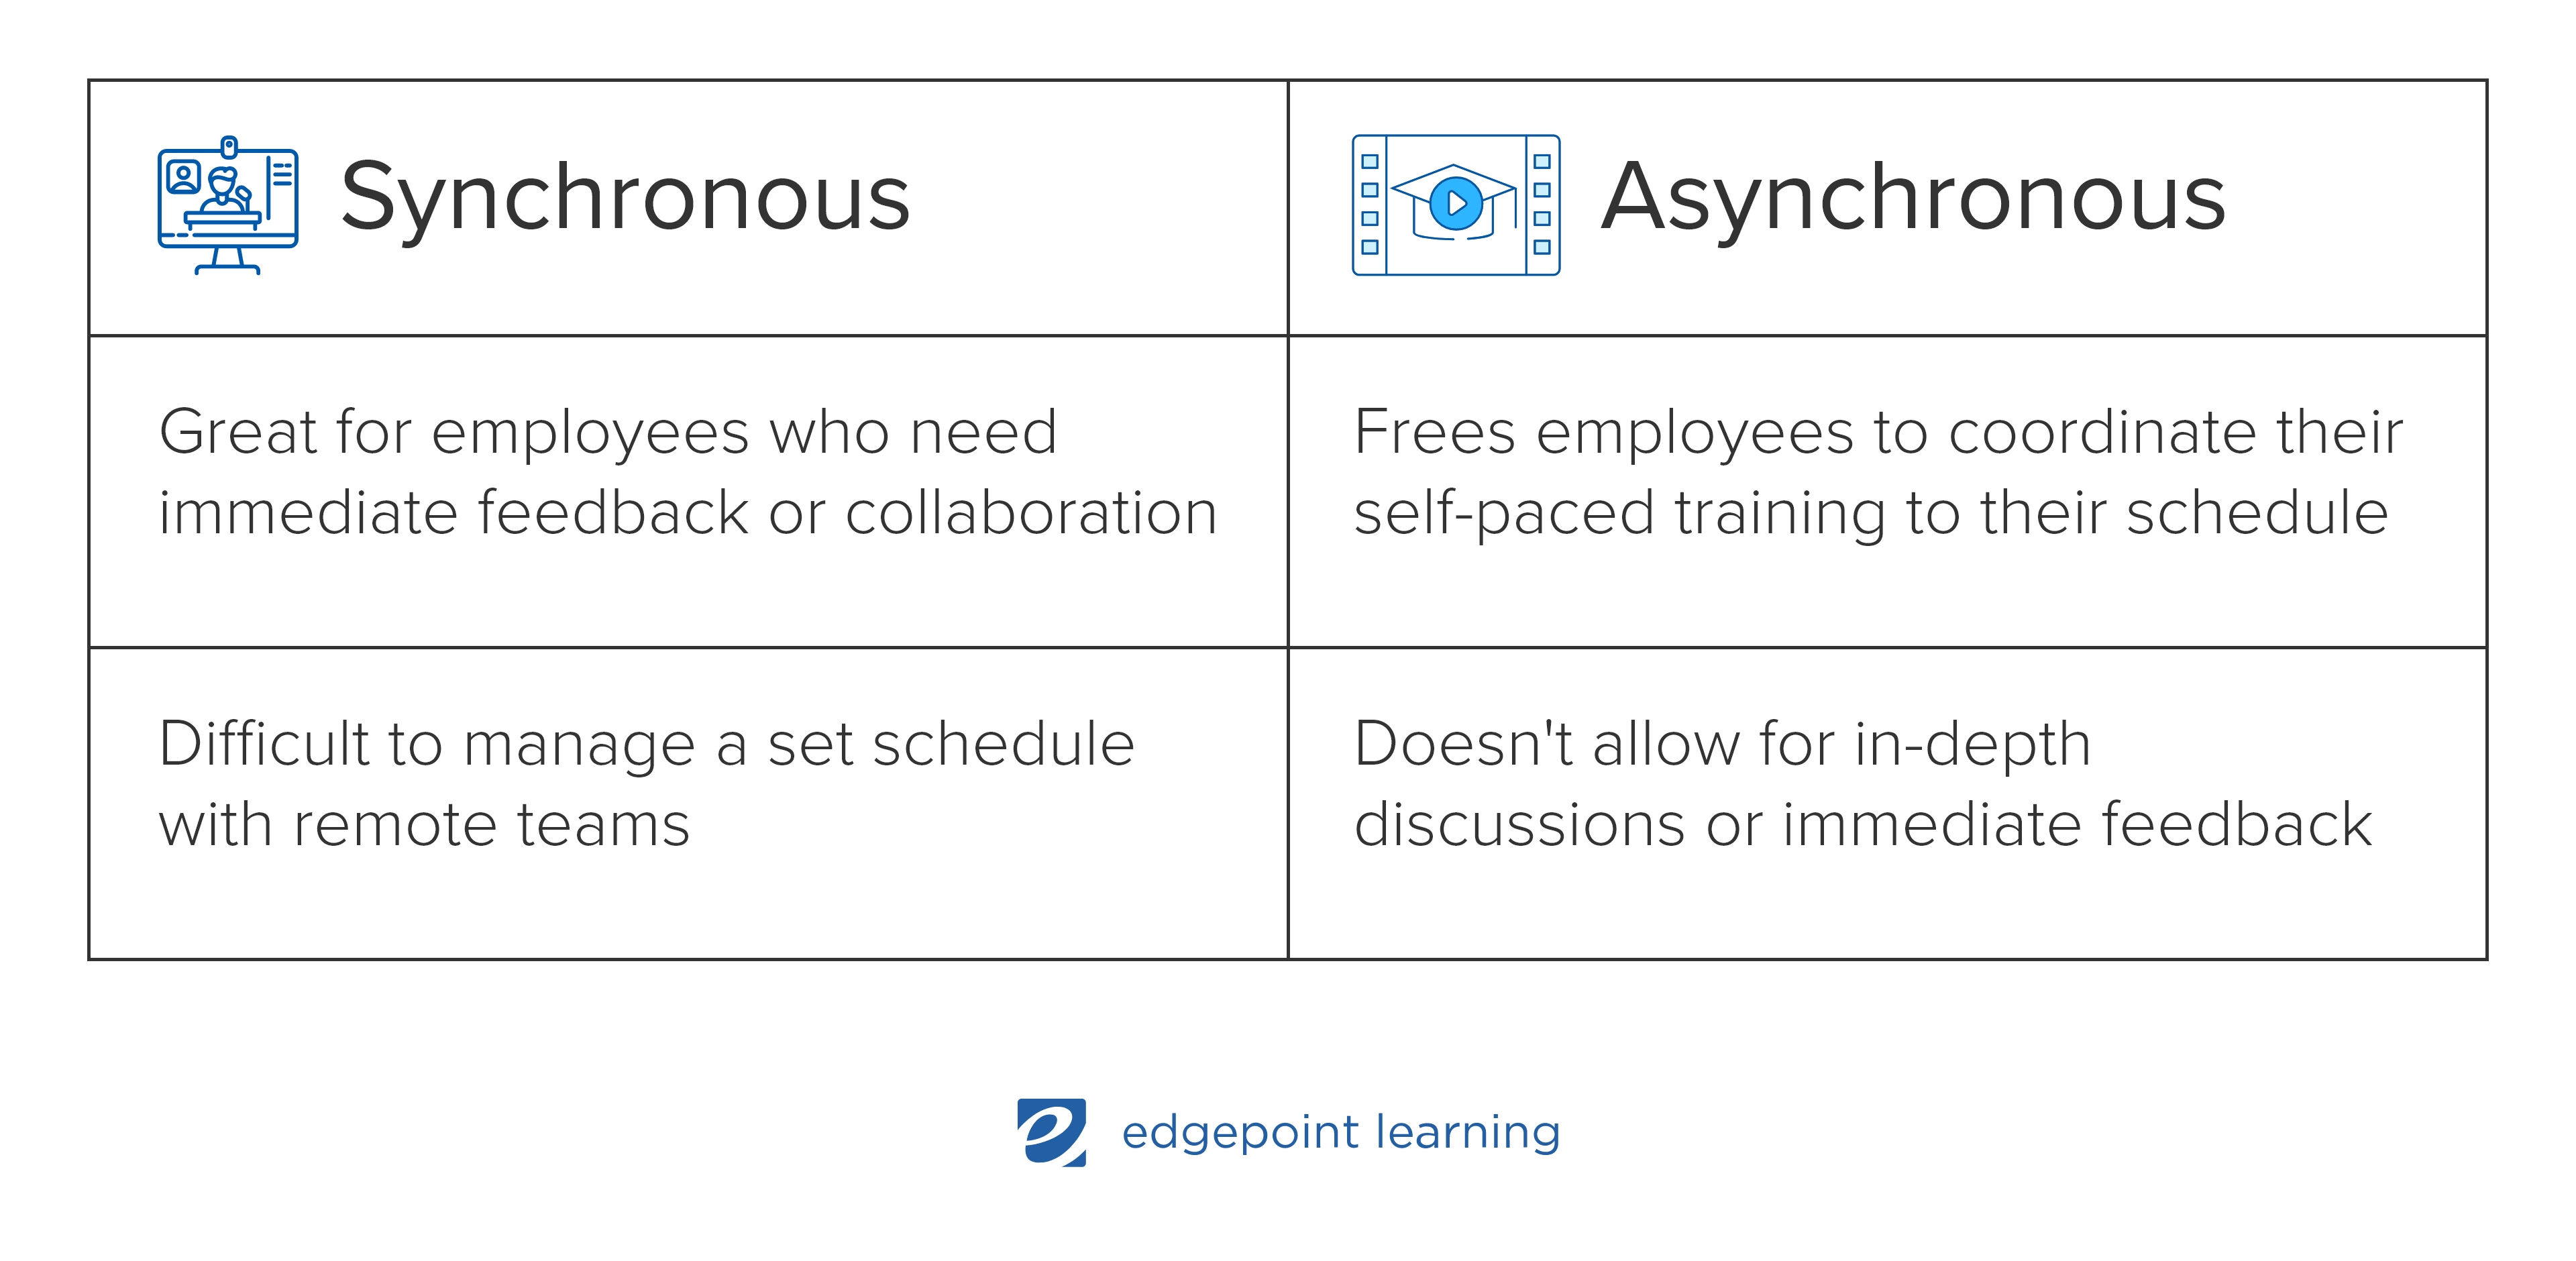 Synchronous
Asynchronous
Great for employees who need
immediate feedback or collaboration
Frees employees to coordinate their
self-paced training to their schedule
Difficult to manage a set schedule
with remote teams
Doesn't allow for in-depth
discussions or immediate feedback
edgepoint learning